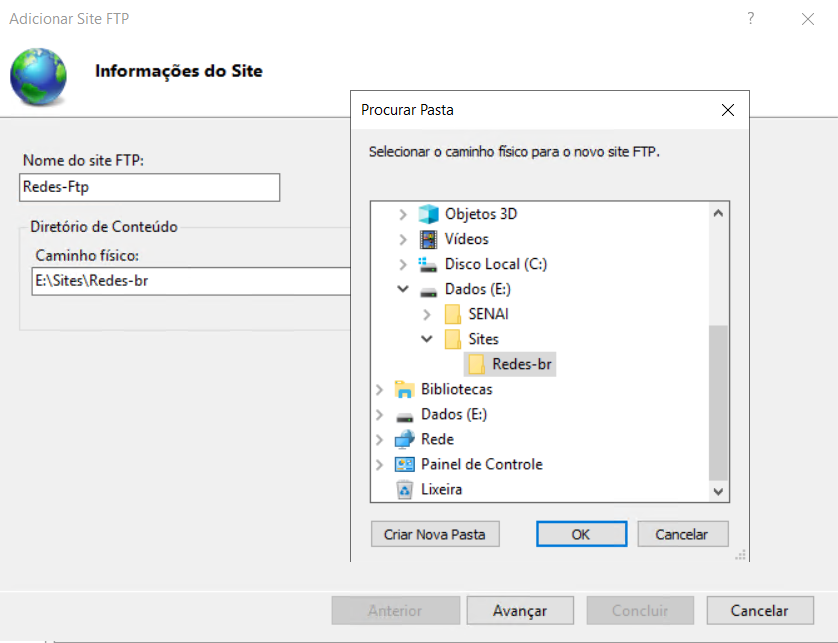 Adicionar Site FTP
?
Informações do Site
Nome do site FTP:
Redes-Ftp
Diretório de Conteúdo
Caminho físico:
E:\Sites\Redes-br
Procurar Pasta
Selecionar o caminho físico para o novo site FTP.
Objetos 3D
Vídeos
Disco Local (C:)
Dados (E:)
SENAI
Sites
Redes-br
Bibliotecas
Dados (E:)
Rede
Painel de Controle
Lixeira
Criar Nova Pasta OK Cancelar
Anterior Avançar Concluir Cancelar